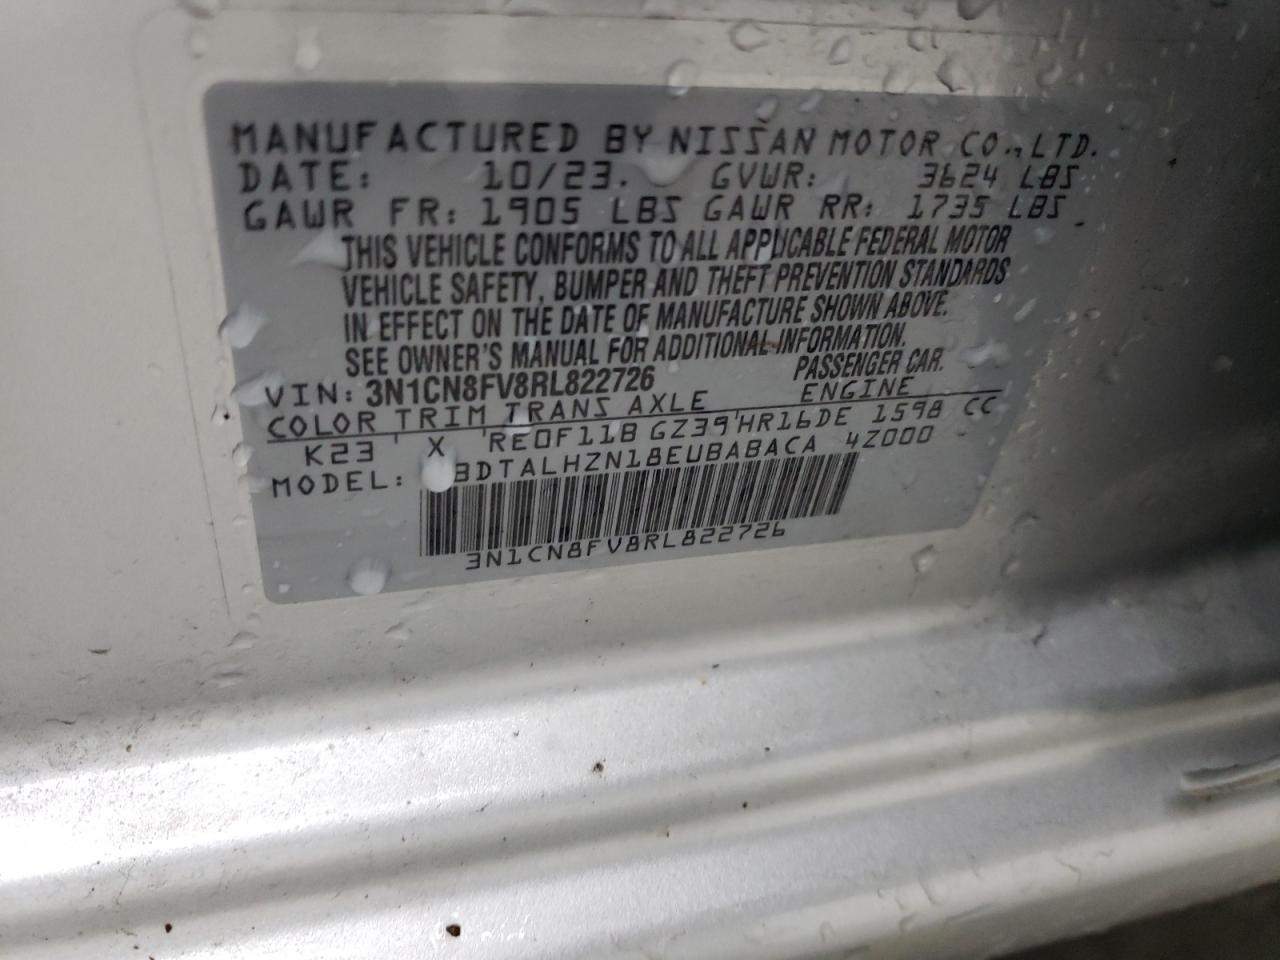 MANUFACTURED BY NISSAN MOTOR CO., LTD.
DATE: 10/23. GVWR: 3624 LBS
GAWR FR: 1905 LBS GAWR RR: 1735 LBS
THIS VEHICLE CONFORMS TO ALL APPLICABLE FEDERAL MOTOR
VEHICLE SAFETY, BUMPER AND THEFT PREVENTION STANDARDS
IN EFFECT ON THE DATE OF MANUFACTURE SHOWN ABOVE.
SEE OWNER'S MANUAL FOR ADDITIONAL INFORMATION.
VIN: 3N1CN8FV8RL822726 PASSENGER CAR.
COLOR TRIM TRANS AXLE ENGINE
K23 X RE0F11B GZ39 HR16DE 1598 CC
MODEL: BDTALHZN18EUBABACA 4Z000
3N1CN8FV8RL822726